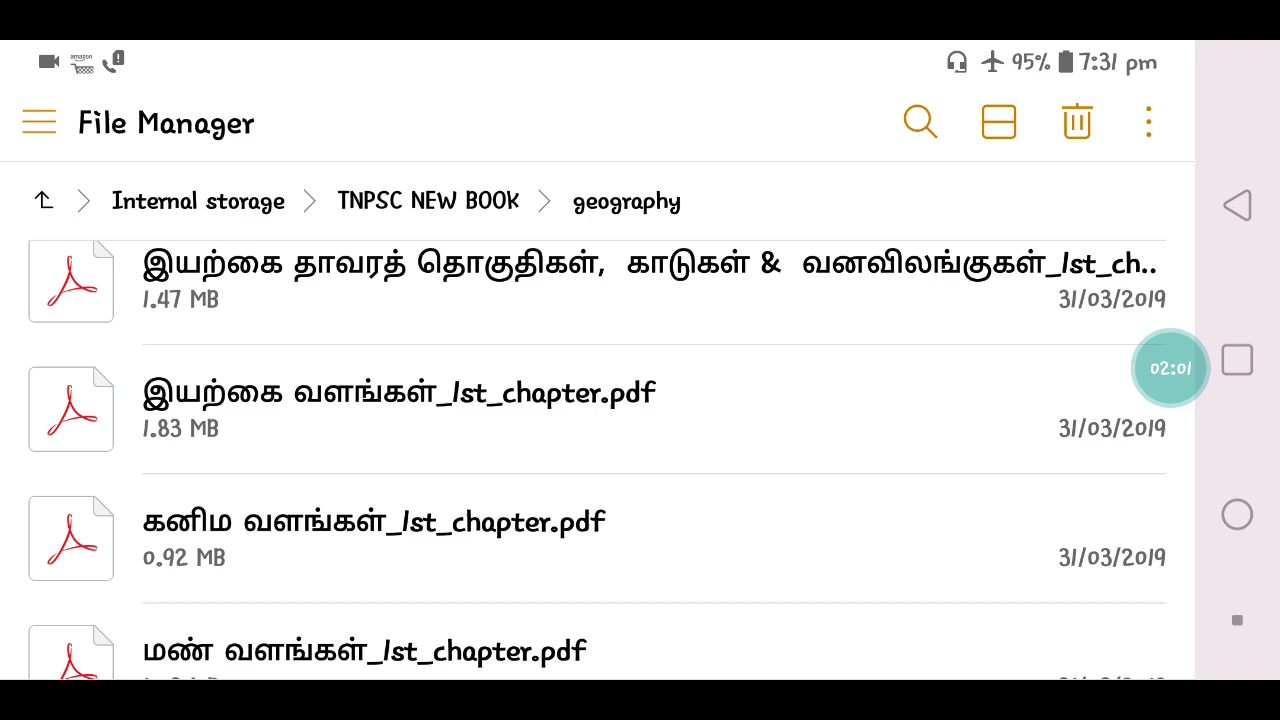 amazon
95% 7:31 pm
File Manager
Internal storage TNPSC NEW BOOK geography
இயற்கை தாவரத் தொகுதிகள், காடுகள் & வனவிலங்குகள்_1st_ch..
1.47 MB 31/03/2019
02:01
இயற்கை வளங்கள்_1st_chapter.pdf
1.83 MB 31/03/2019
கனிம வளங்கள்_1st_chapter.pdf
0.92 MB 31/03/2019
மண் வளங்கள்_1st_chapter.pdf